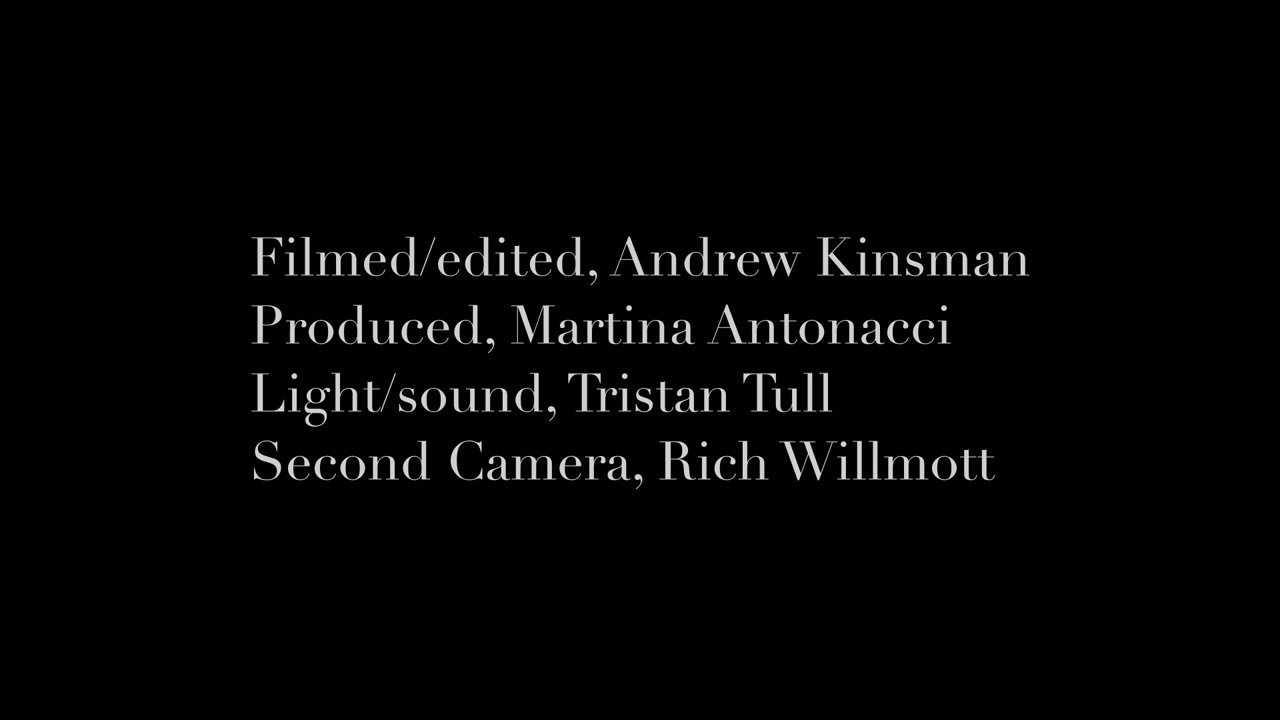 Filmed/edited, Andrew Kinsman
Produced, Martina Antonacci
Light/sound, Tristan Tull
Second Camera, Rich Willmott